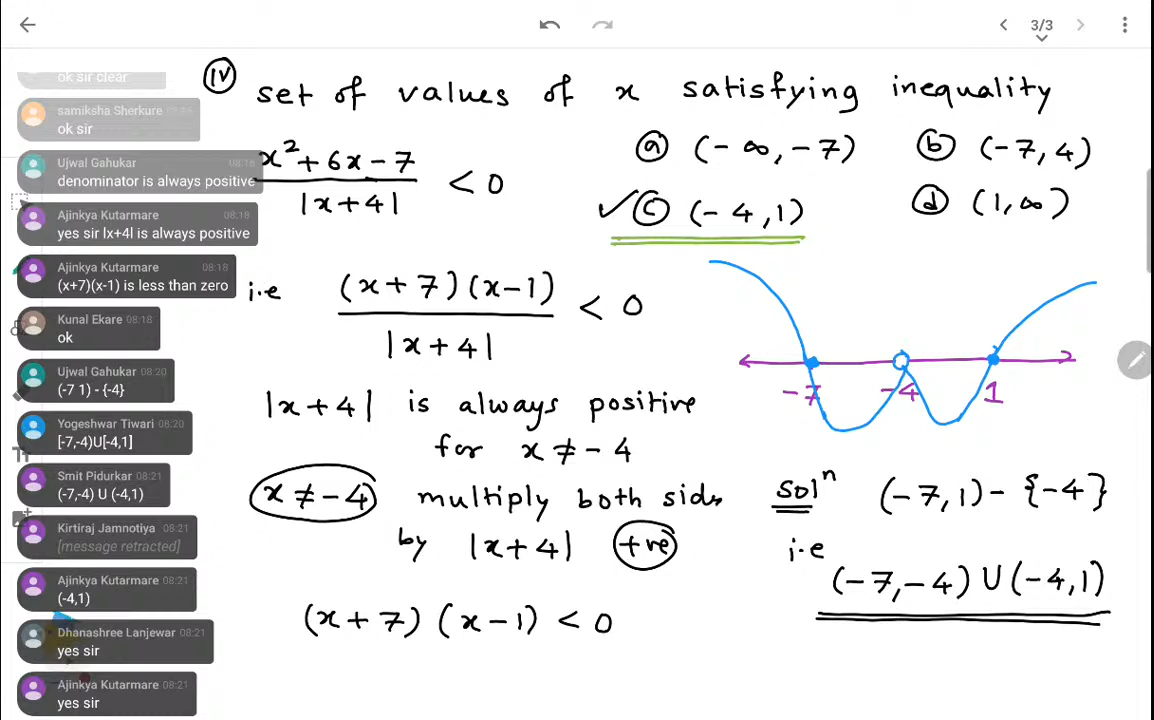 3/3
ok sir clear
samiksha Sherkure
ok sir
Ujwal Gahukar 08:16
denominator is always positive
Ajinkya Kutarmare 08:18
yes sir lx+4l is always positive
Ajinkya Kutarmare 08:18
(x+7)(x-1) is less than zero
Kunal Ekare 08:18
ok
Ujwal Gahukar 08:20
(-7 1) - {-4}
Yogeshwar Tiwari 08:20
[-7,-4)U[-4,1]
Smit Pidurkar 08:21
(-7,-4) U (-4,1)
Kirtiraj Jamnotiya 08:21
[message retracted]
Ajinkya Kutarmare 08:21
(-4,1)
Dhanashree Lanjewar 08:21
yes sir
Ajinkya Kutarmare 08:21
yes sir
(iv) set of values of x satisfying inequality
x²+6x-7
|x+4| < 0
(a) (-∞,-7) (b) (-7,4)
✓(c) (-4,1) (d) (1,∞)
i.e (x+7)(x-1)
|x+4| < 0
|x+4| is always positive
for x≠-4
x≠-4 multiply both sides
by |x+4| +ve
(x+7)(x-1)<0
-7 -4 1
Solⁿ (-7,1)-{-4}
i.e
(-7,-4)U(-4,1)